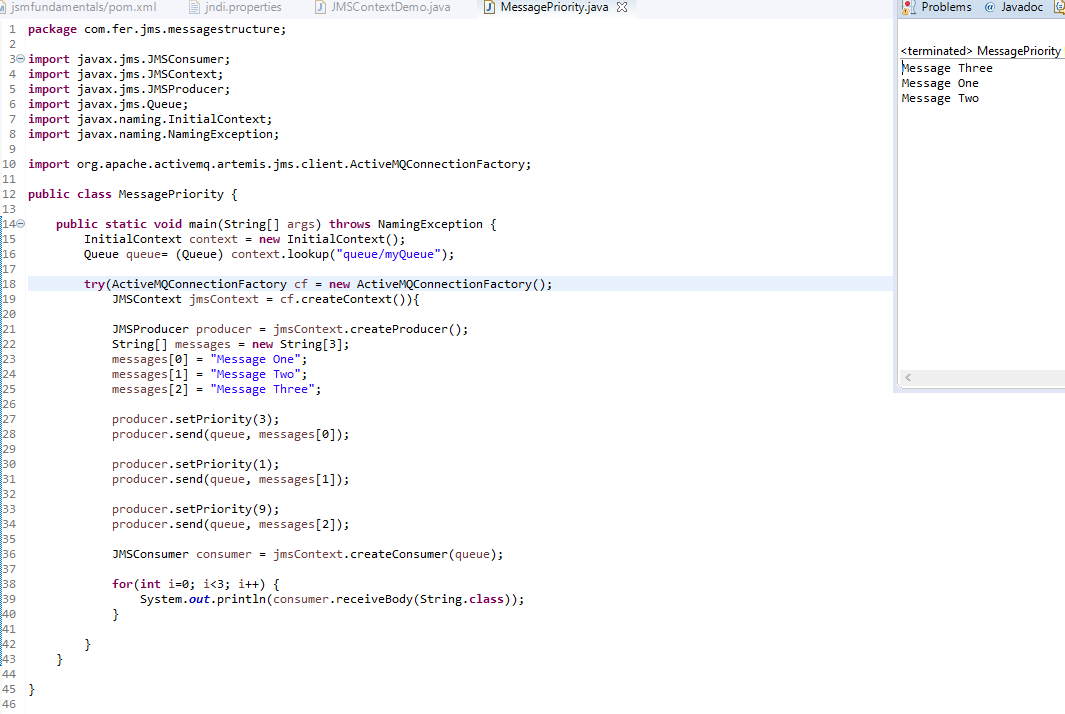 jsmfundamentals/pom.xml jndi.properties JMSContextDemo.java MessagePriority.java
1 package com.fer.jms.messagestructure;
2
3 import javax.jms.JMSConsumer;
4 import javax.jms.JMSContext;
5 import javax.jms.JMSProducer;
6 import javax.jms.Queue;
7 import javax.naming.InitialContext;
8 import javax.naming.NamingException;
9
10 import org.apache.activemq.artemis.jms.client.ActiveMQConnectionFactory;
11
12 public class MessagePriority {
13
14     public static void main(String[] args) throws NamingException {
15         InitialContext context = new InitialContext();
16         Queue queue= (Queue) context.lookup("queue/myQueue");
17
18         try(ActiveMQConnectionFactory cf = new ActiveMQConnectionFactory();
19             JMSContext jmsContext = cf.createContext()){
20
21             JMSProducer producer = jmsContext.createProducer();
22             String[] messages = new String[3];
23             messages[0] = "Message One";
24             messages[1] = "Message Two";
25             messages[2] = "Message Three";
26
27             producer.setPriority(3);
28             producer.send(queue, messages[0]);
29
30             producer.setPriority(1);
31             producer.send(queue, messages[1]);
32
33             producer.setPriority(9);
34             producer.send(queue, messages[2]);
35
36             JMSConsumer consumer = jmsContext.createConsumer(queue);
37
38             for(int i=0; i<3; i++) {
39                 System.out.println(consumer.receiveBody(String.class));
40             }
41
42         }
43     }
44
45 }
46
Problems @ Javadoc
<terminated> MessagePriority
Message Three
Message One
Message Two